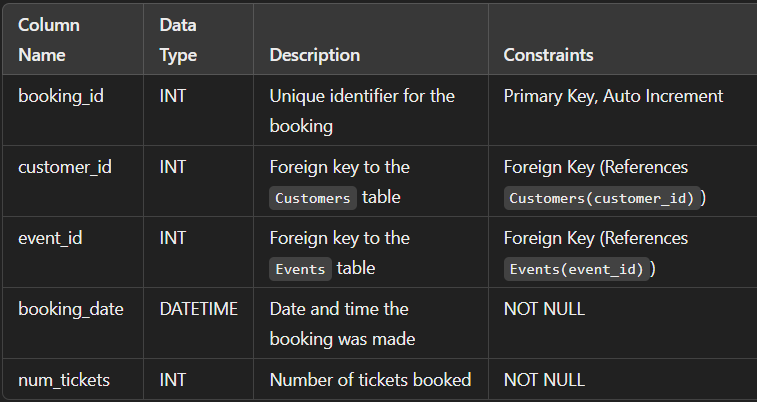 Column Name	Data Type	Description	Constraints
booking_id	INT	Unique identifier for the booking	Primary Key, Auto Increment
customer_id	INT	Foreign key to the Customers table	Foreign Key (References Customers(customer_id))
event_id	INT	Foreign key to the Events table	Foreign Key (References Events(event_id))
booking_date	DATETIME	Date and time the booking was made	NOT NULL
num_tickets	INT	Number of tickets booked	NOT NULL